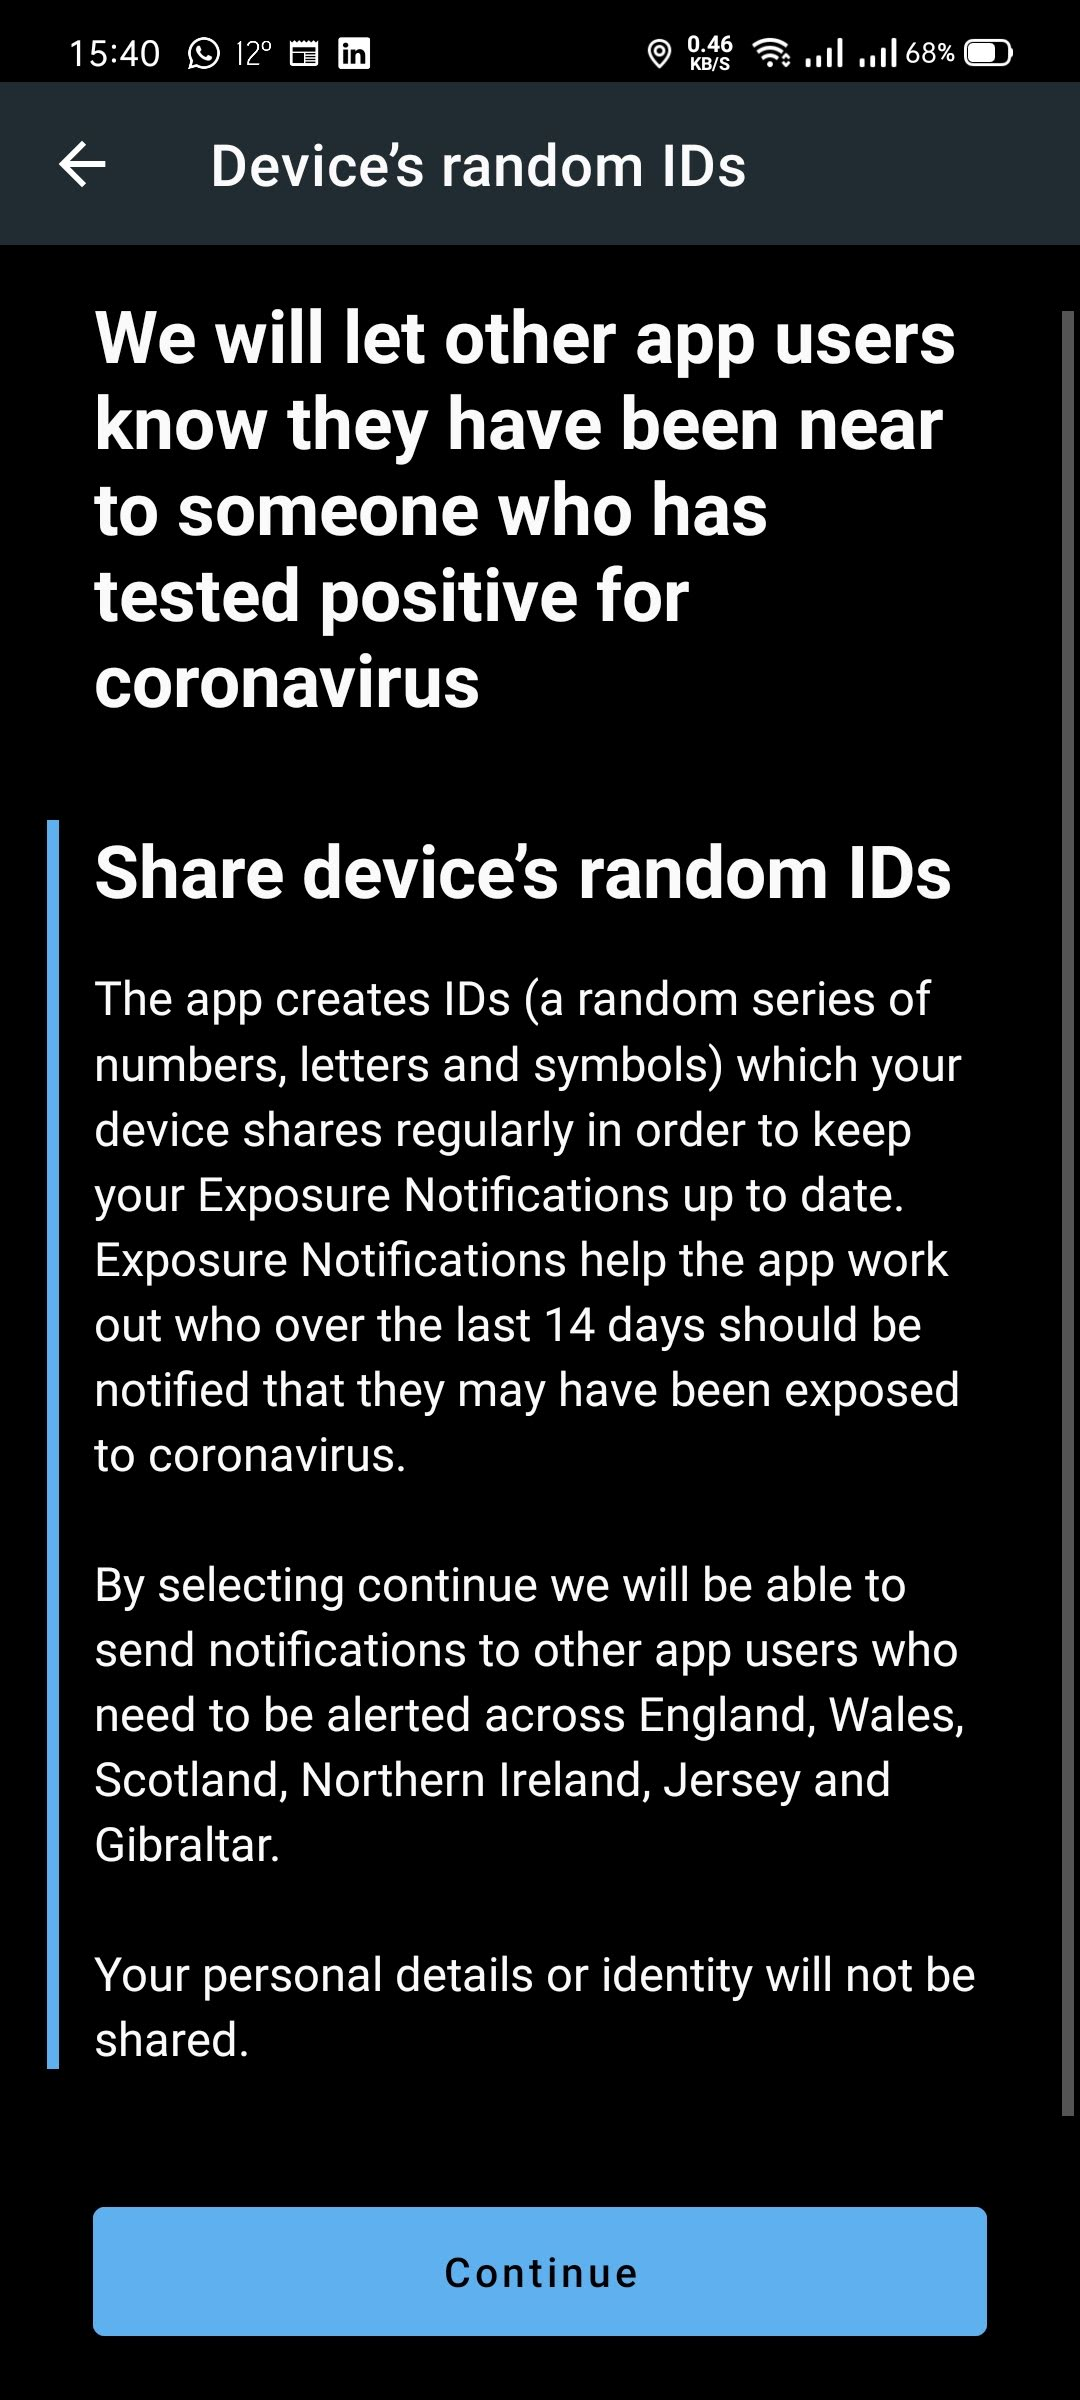 15:40 12° in 0.46 KB/S 68%
Device’s random IDs
We will let other app users
know they have been near
to someone who has
tested positive for
coronavirus
Share device’s random IDs
The app creates IDs (a random series of
numbers, letters and symbols) which your
device shares regularly in order to keep
your Exposure Notifications up to date.
Exposure Notifications help the app work
out who over the last 14 days should be
notified that they may have been exposed
to coronavirus.
By selecting continue we will be able to
send notifications to other app users who
need to be alerted across England, Wales,
Scotland, Northern Ireland, Jersey and
Gibraltar.
Your personal details or identity will not be
shared.
Continue